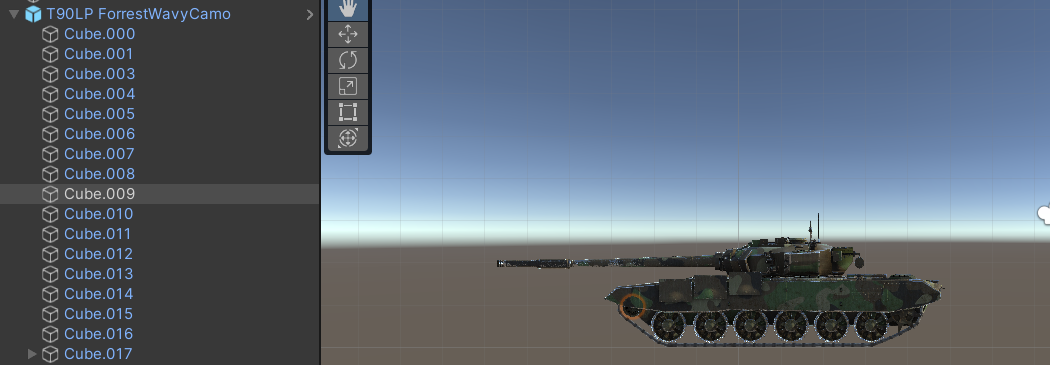 T90LP ForrestWavyCamo
Cube.000
Cube.001
Cube.003
Cube.004
Cube.005
Cube.006
Cube.007
Cube.008
Cube.009
Cube.010
Cube.011
Cube.012
Cube.013
Cube.014
Cube.015
Cube.016
Cube.017